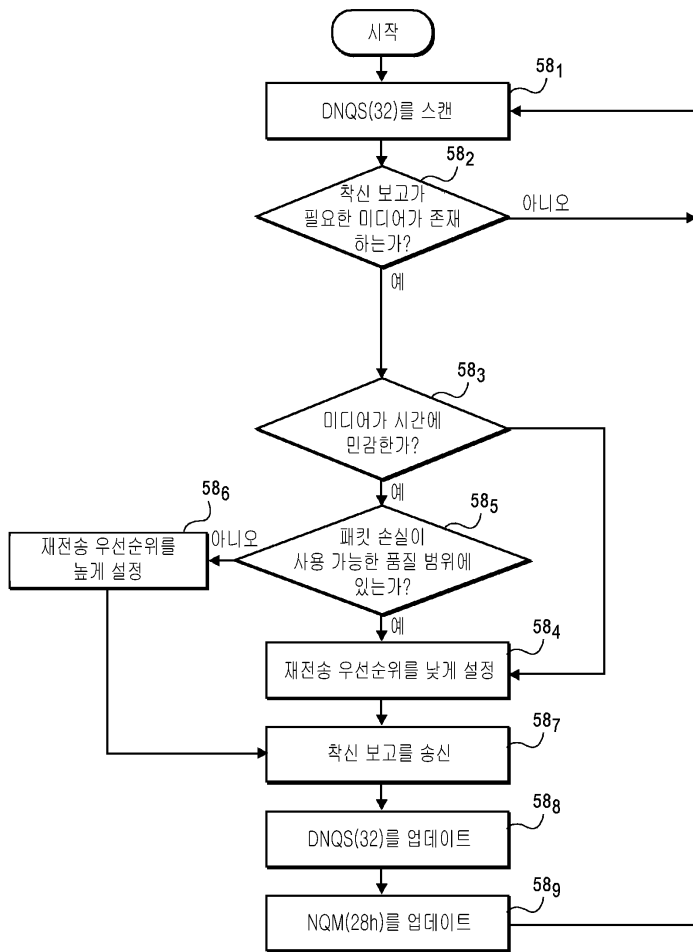 시작
58₁
DNQS(32)를 스캔
58₂
착신 보고가
필요한 미디어가 존재
하는가?
아니오
예
58₃
미디어가 시간에
민감한가?
예
58₆
재전송 우선순위를
높게 설정
아니오
58₅
패킷 손실이
사용 가능한 품질 범위에
있는가?
예
58₄
재전송 우선순위를 낮게 설정
58₇
착신 보고를 송신
58₈
DNQS(32)를 업데이트
58₉
NQM(28h)를 업데이트